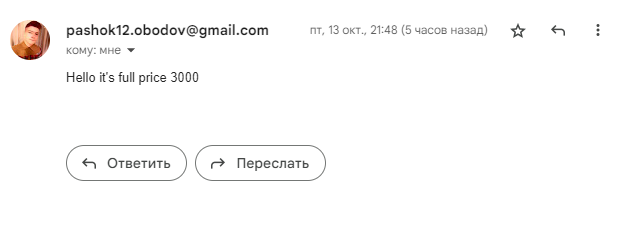 pashok12.obodov@gmail.com пт, 13 окт., 21:48 (5 часов назад)
кому: мне
Hello it's full price 3000
Ответить Переслать